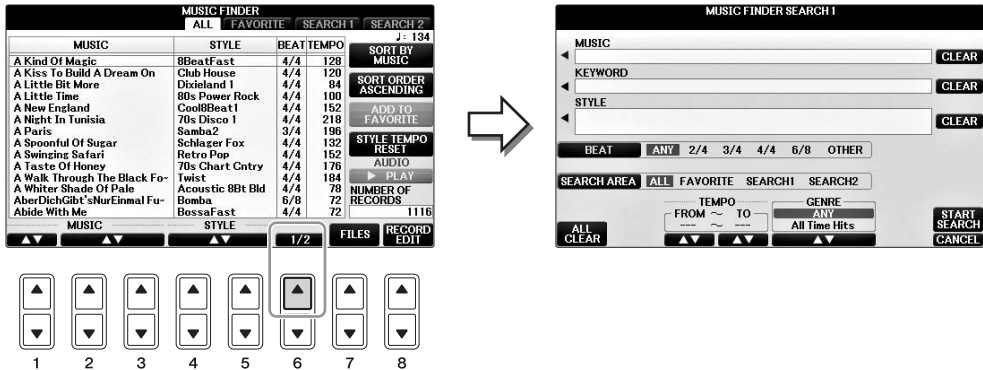 MUSIC FINDER
ALL FAVORITE SEARCH 1 SEARCH 2
♩: 134
MUSIC STYLE BEAT TEMPO
A Kind Of Magic 8BeatFast 4/4 128
A Kiss To Build A Dream On Club House 4/4 120
A Little Bit More Dixieland 1 4/4 84
A Little Time 80s Power Rock 4/4 100
A New England Cool8Beat1 4/4 152
A Night In Tunisia 70s Disco 1 4/4 218
A Paris Samba2 3/4 196
A Spoonful Of Sugar Schlager Fox 4/4 132
A Swinging Safari Retro Pop 4/4 152
A Taste Of Honey 70s Chart Cntry 4/4 176
A Walk Through The Black Fo~ Twist 4/4 184
A Whiter Shade Of Pale Acoustic 8Bt Bld 4/4 78
AberDichGibt'sNurEinmal Fu~ Bomba 6/8 72
Abide With Me BossaFast 4/4 72
SORT BY
MUSIC
SORT ORDER
ASCENDING
ADD TO
FAVORITE
STYLE TEMPO
RESET
AUDIO
▶ PLAY
NUMBER OF
RECORDS
1116
MUSIC STYLE
▲▼ ▲▼ 1/2 FILES RECORD
EDIT
1 2 3 4 5 6 7 8
MUSIC FINDER SEARCH 1
MUSIC
CLEAR
KEYWORD
CLEAR
STYLE
CLEAR
BEAT ANY 2/4 3/4 4/4 6/8 OTHER
SEARCH AREA ALL FAVORITE SEARCH1 SEARCH2
TEMPO GENRE
FROM ~ TO ANY
--- ~ --- All Time Hits
ALL
CLEAR
▲▼ ▲▼ ▲▼
START
SEARCH
CANCEL